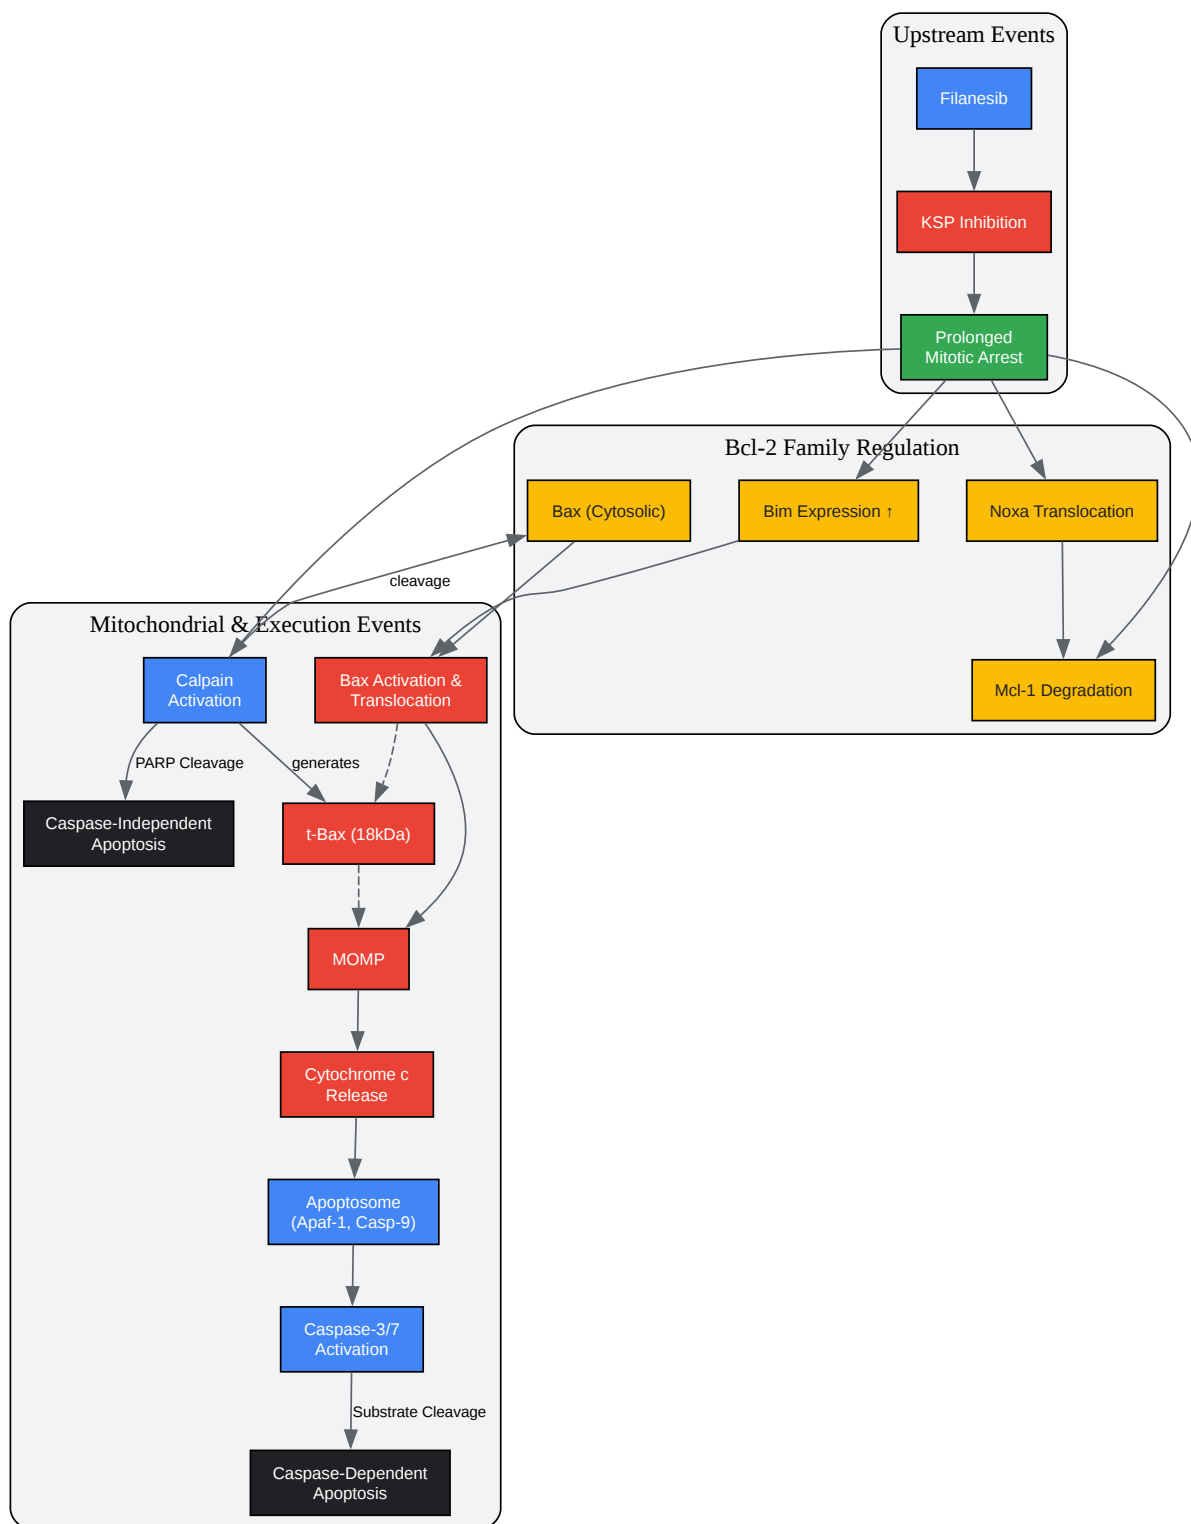 Upstream Events
Filanesib
KSP Inhibition
Prolonged
Mitotic Arrest
Bcl-2 Family Regulation
Bax (Cytosolic)
Bim Expression ↑
Noxa Translocation
cleavage
Mcl-1 Degradation
Mitochondrial & Execution Events
Calpain
Activation
Bax Activation &
Translocation
PARP Cleavage
generates
Caspase-Independent
Apoptosis
t-Bax (18kDa)
MOMP
Cytochrome c
Release
Apoptosome
(Apaf-1, Casp-9)
Caspase-3/7
Activation
Substrate Cleavage
Caspase-Dependent
Apoptosis